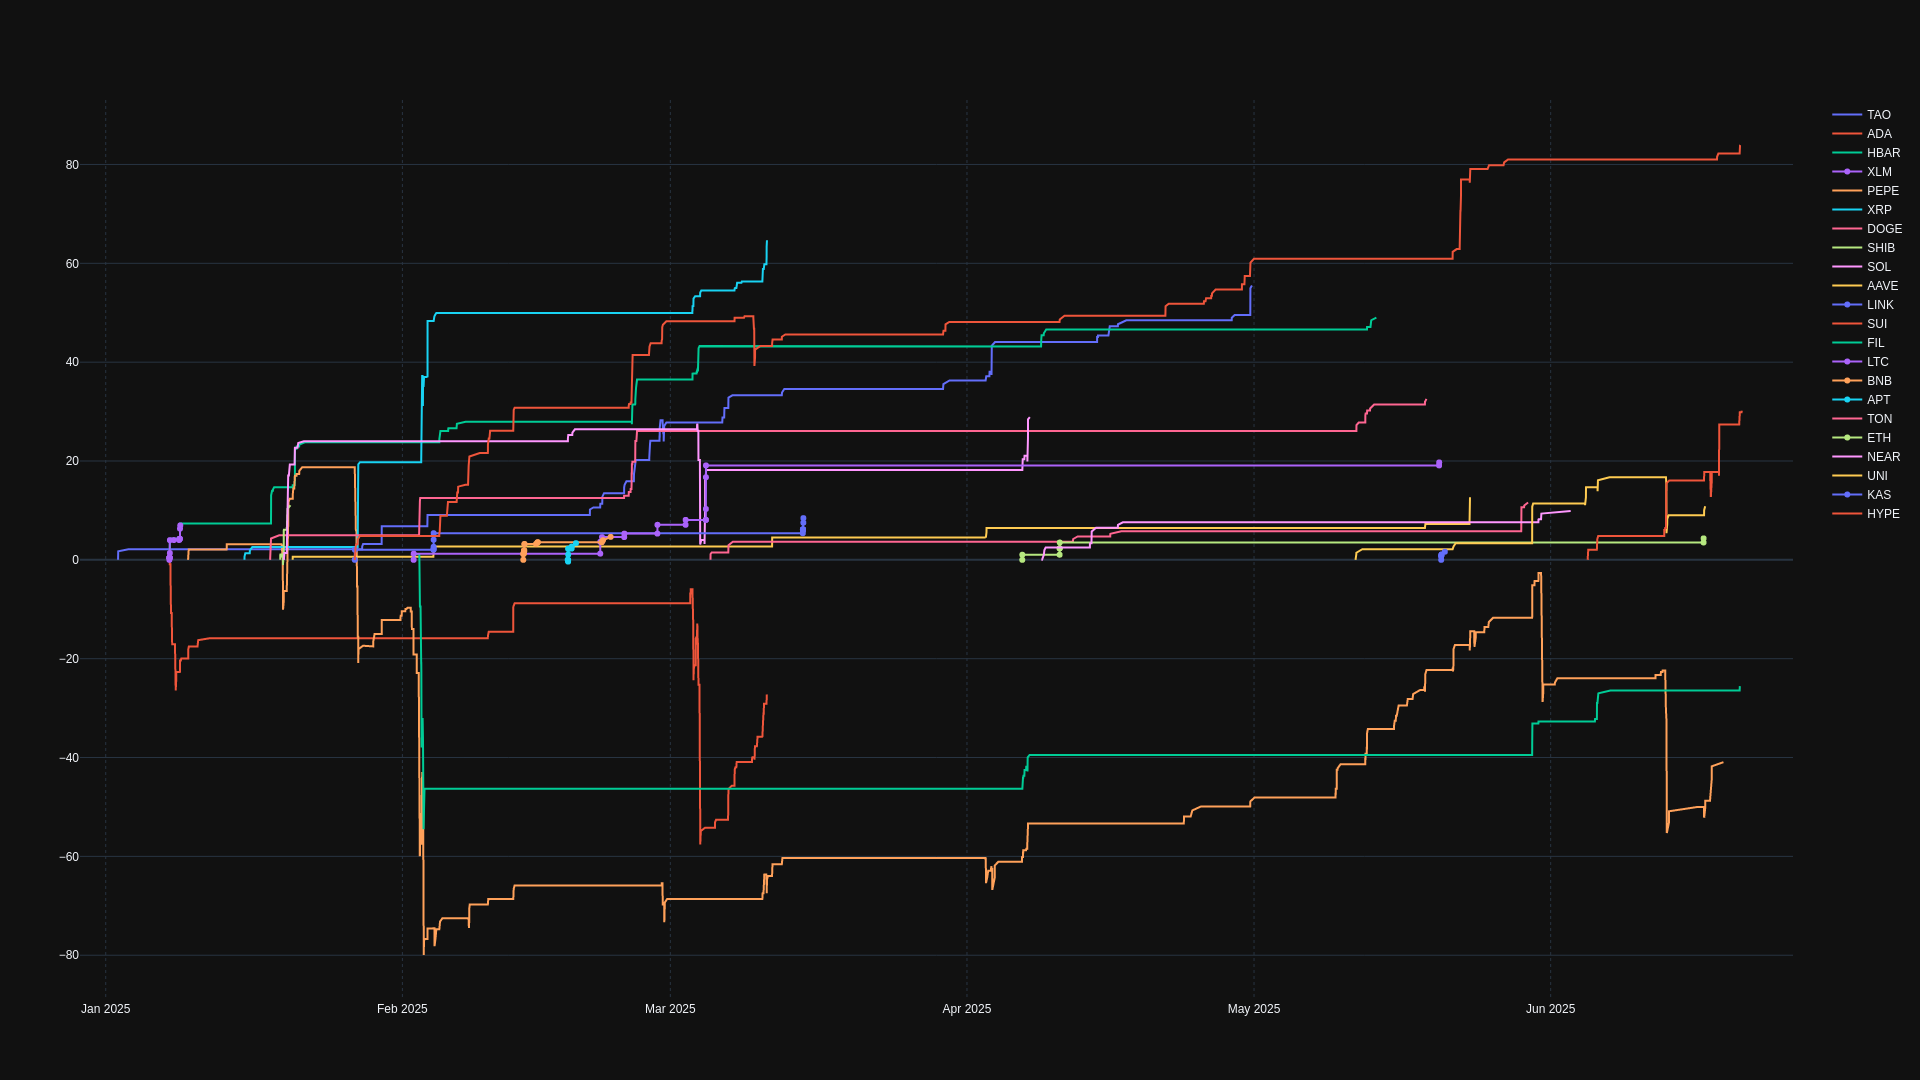 80
60
40
20
0
−20
−40
−60
−80
Jan 2025
Feb 2025
Mar 2025
Apr 2025
May 2025
Jun 2025
TAO
ADA
HBAR
XLM
PEPE
XRP
DOGE
SHIB
SOL
AAVE
LINK
SUI
FIL
LTC
BNB
APT
TON
ETH
NEAR
UNI
KAS
HYPE